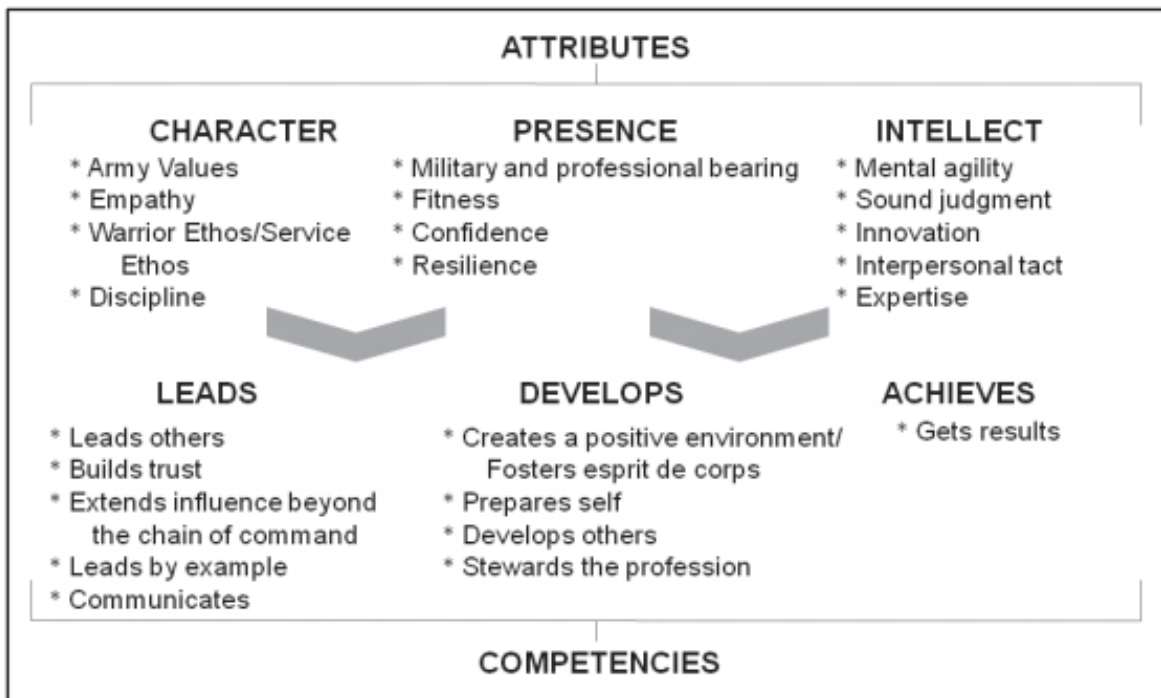 ATTRIBUTES
CHARACTER
* Army Values
* Empathy
* Warrior Ethos/Service
Ethos
* Discipline
PRESENCE
* Military and professional bearing
* Fitness
* Confidence
* Resilience
INTELLECT
* Mental agility
* Sound judgment
* Innovation
* Interpersonal tact
* Expertise
LEADS
* Leads others
* Builds trust
* Extends influence beyond
the chain of command
* Leads by example
* Communicates
DEVELOPS
* Creates a positive environment/
Fosters esprit de corps
* Prepares self
* Develops others
* Stewards the profession
ACHIEVES
* Gets results
COMPETENCIES